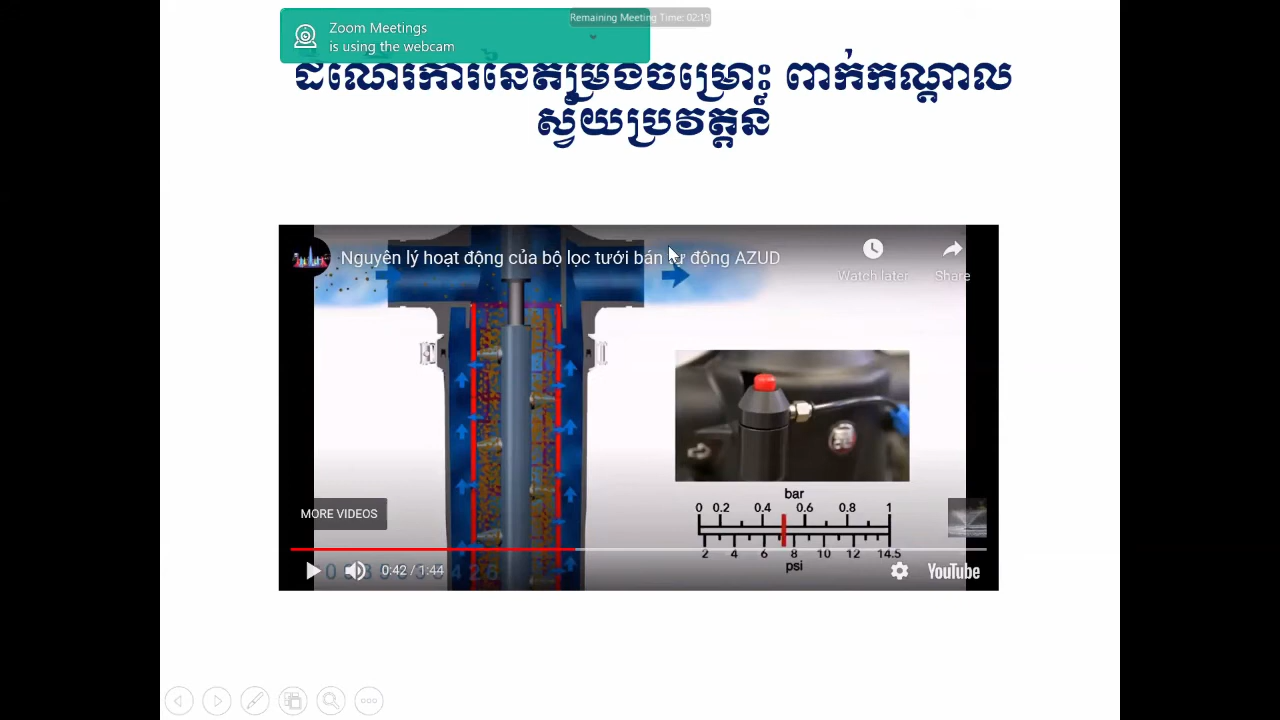 Remaining Meeting Time: 02:19
Zoom Meetings
is using the webcam
ដំណើរការនៃតម្រងចម្រោះ ពាក់កណ្តាល
ស្វ័យប្រវត្តន៍
Nguyên lý hoạt động của bộ lọc tưới bán tự động AZUD
Watch later
Share
bar
0 0.2 0.4 0.6 0.8 1
2 4 6 8 10 12 14.5
psi
MORE VIDEOS
0:42 / 1:44
YouTube